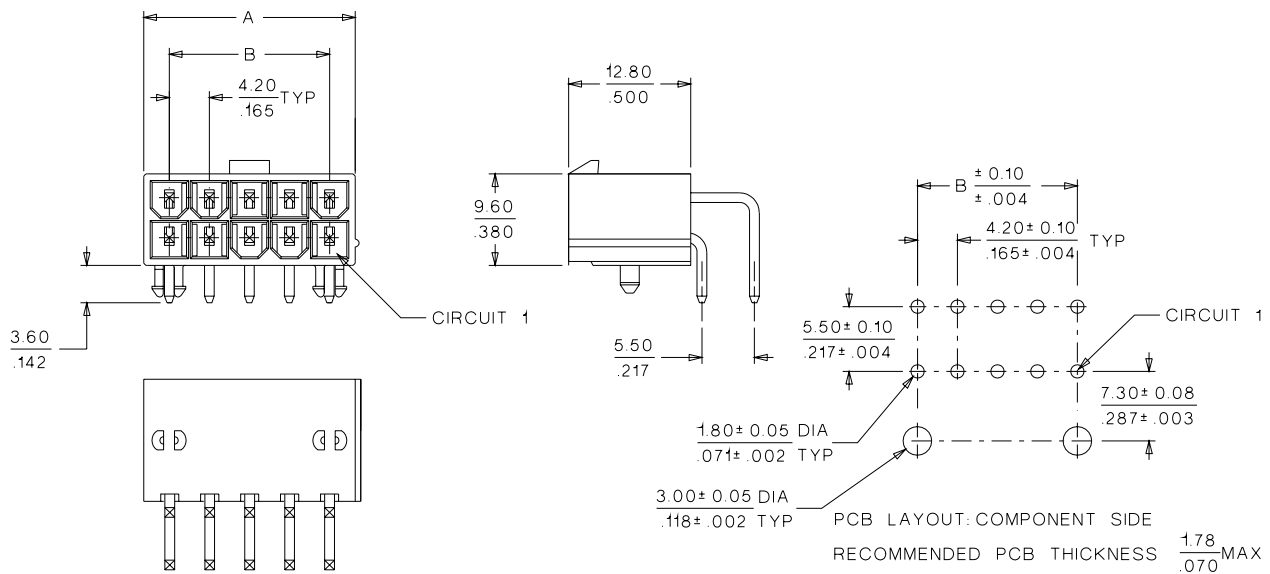 A
B
4.20 TYP
.165
12.80
.500
9.60
.380
3.60
.142
CIRCUIT 1
5.50
.217
B ± 0.10
± .004
4.20± 0.10 TYP
.165± .004
5.50± 0.10
.217± .004
CIRCUIT 1
7.30± 0.08
.287± .003
1.80± 0.05 DIA
.071± .002 TYP
3.00± 0.05 DIA
.118± .002 TYP
PCB LAYOUT: COMPONENT SIDE
RECOMMENDED PCB THICKNESS 1.78 MAX
.070